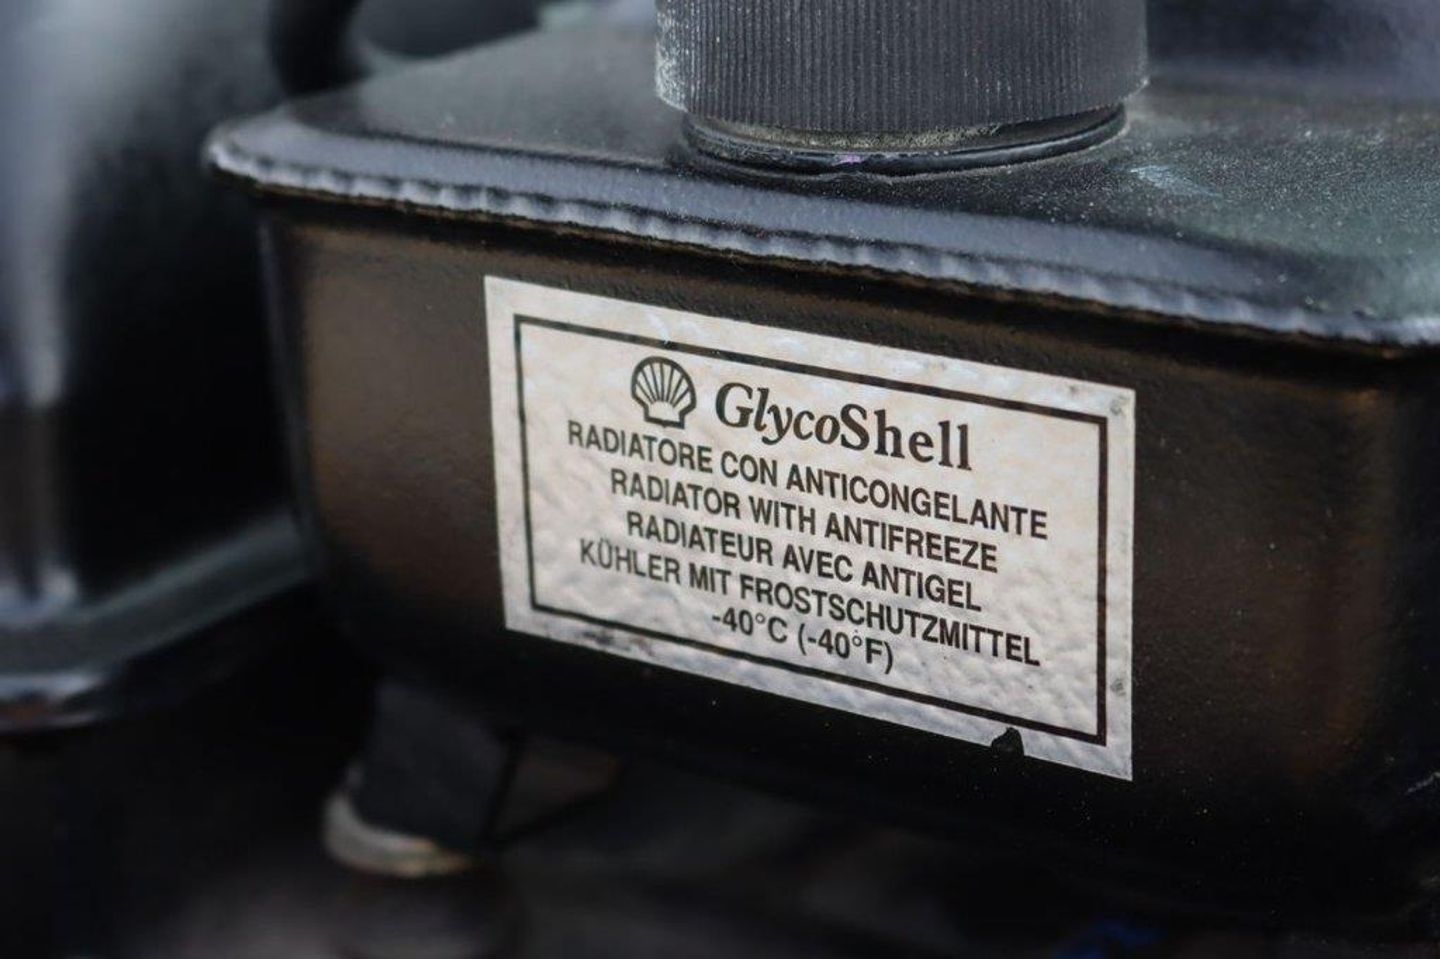 GlycoShell
RADIATORE CON ANTICONGELANTE
RADIATOR WITH ANTIFREEZE
RADIATEUR AVEC ANTIGEL
KÜHLER MIT FROSTSCHUTZMITTEL
-40°C (-40°F)